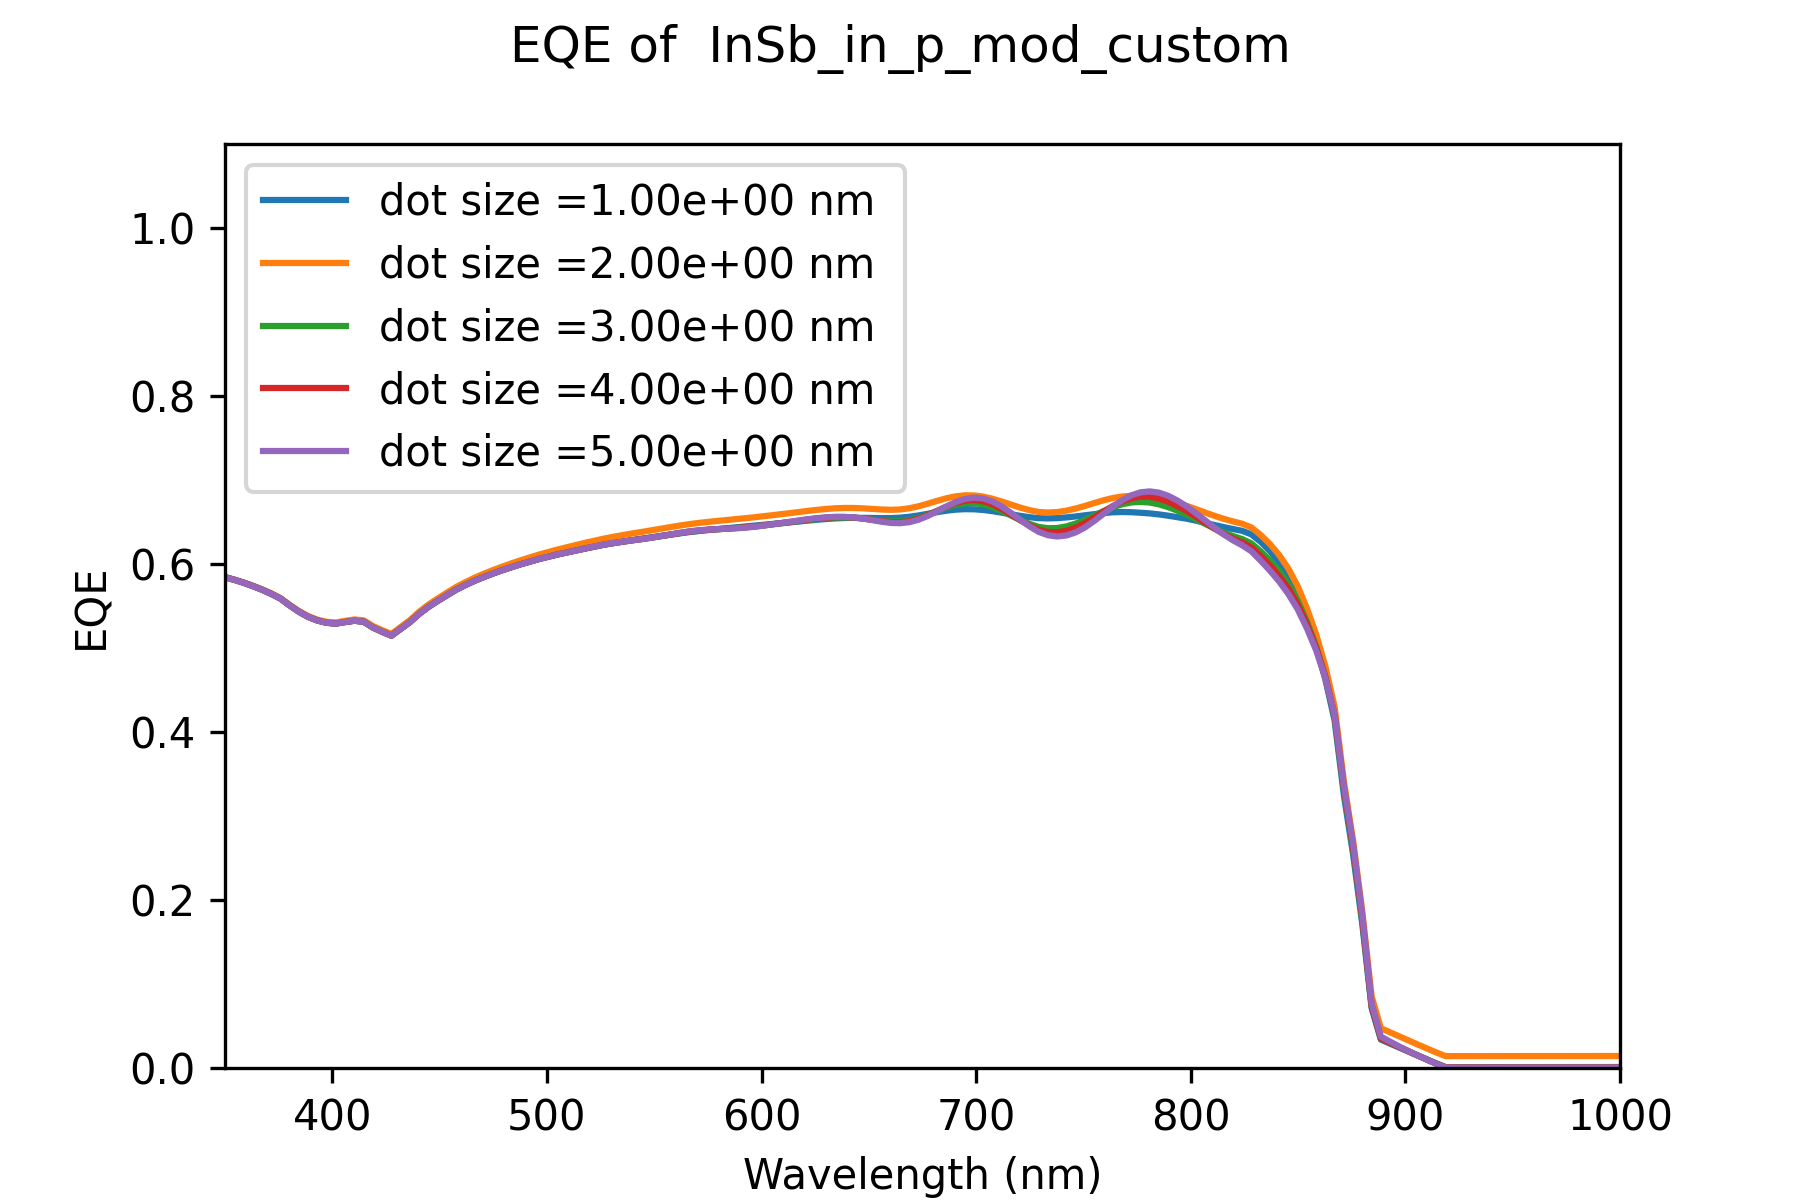 EQE of  InSb_in_p_mod_custom
dot size =1.00e+00 nm
dot size =2.00e+00 nm
dot size =3.00e+00 nm
dot size =4.00e+00 nm
dot size =5.00e+00 nm
1.0
0.8
0.6
0.4
0.2
0.0
EQE
400 500 600 700 800 900 1000
Wavelength (nm)